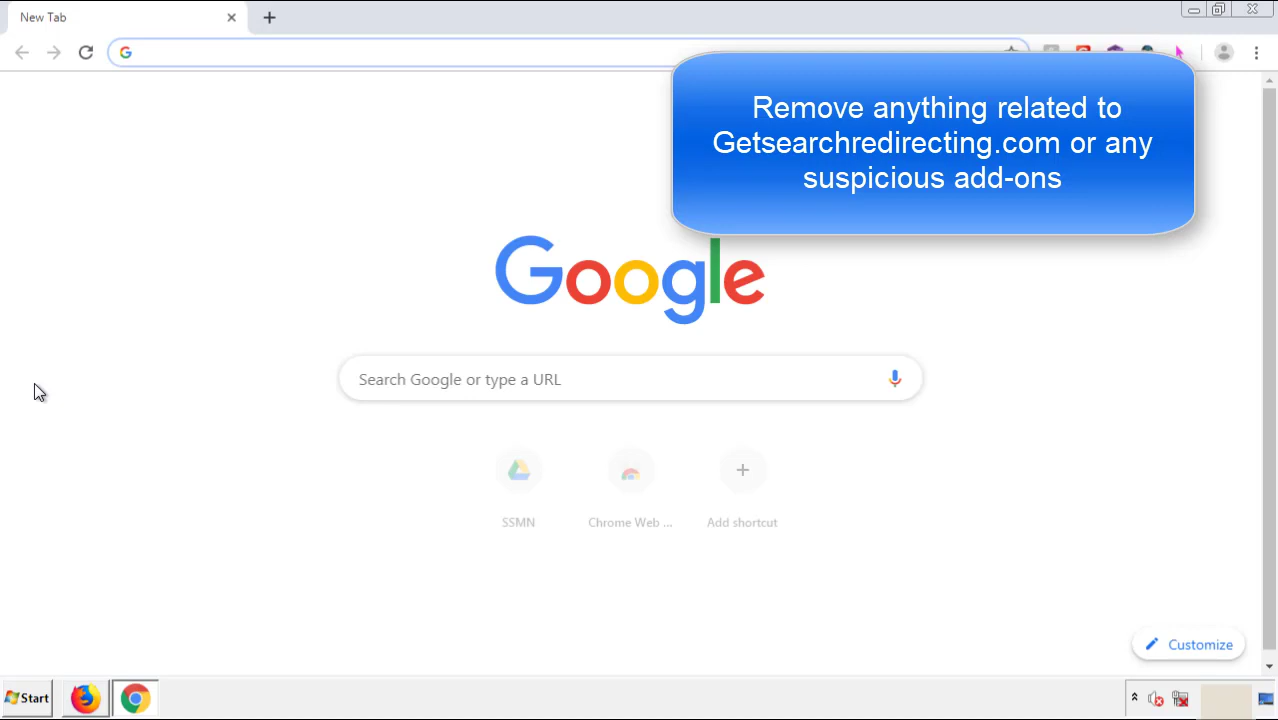 New Tab
Remove anything related to
Getsearchredirecting.com or any
suspicious add-ons
Google
Search Google or type a URL
SSMN
Chrome Web ...
Add shortcut
Customize
Start